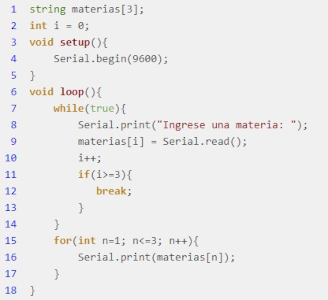 1 string materias[3];
2 int i = 0;
3 void setup(){
4     Serial.begin(9600);
5 }
6 void loop(){
7     while(true){
8         Serial.print("Ingrese una materia: ");
9         materias[i] = Serial.read();
10         i++;
11         if(i>=3){
12            break;
13         }
14     }
15     for(int n=1; n<=3; n++){
16         Serial.print(materias[n]);
17     }
18 }